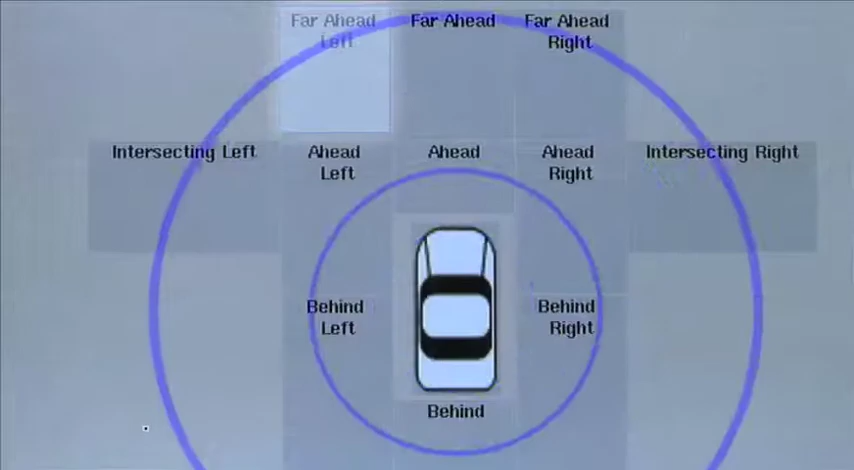 Far Ahead Left
Far Ahead
Far Ahead Right
Intersecting Left
Ahead Left
Ahead
Ahead Right
Intersecting Right
Behind Left
Behind Right
Behind